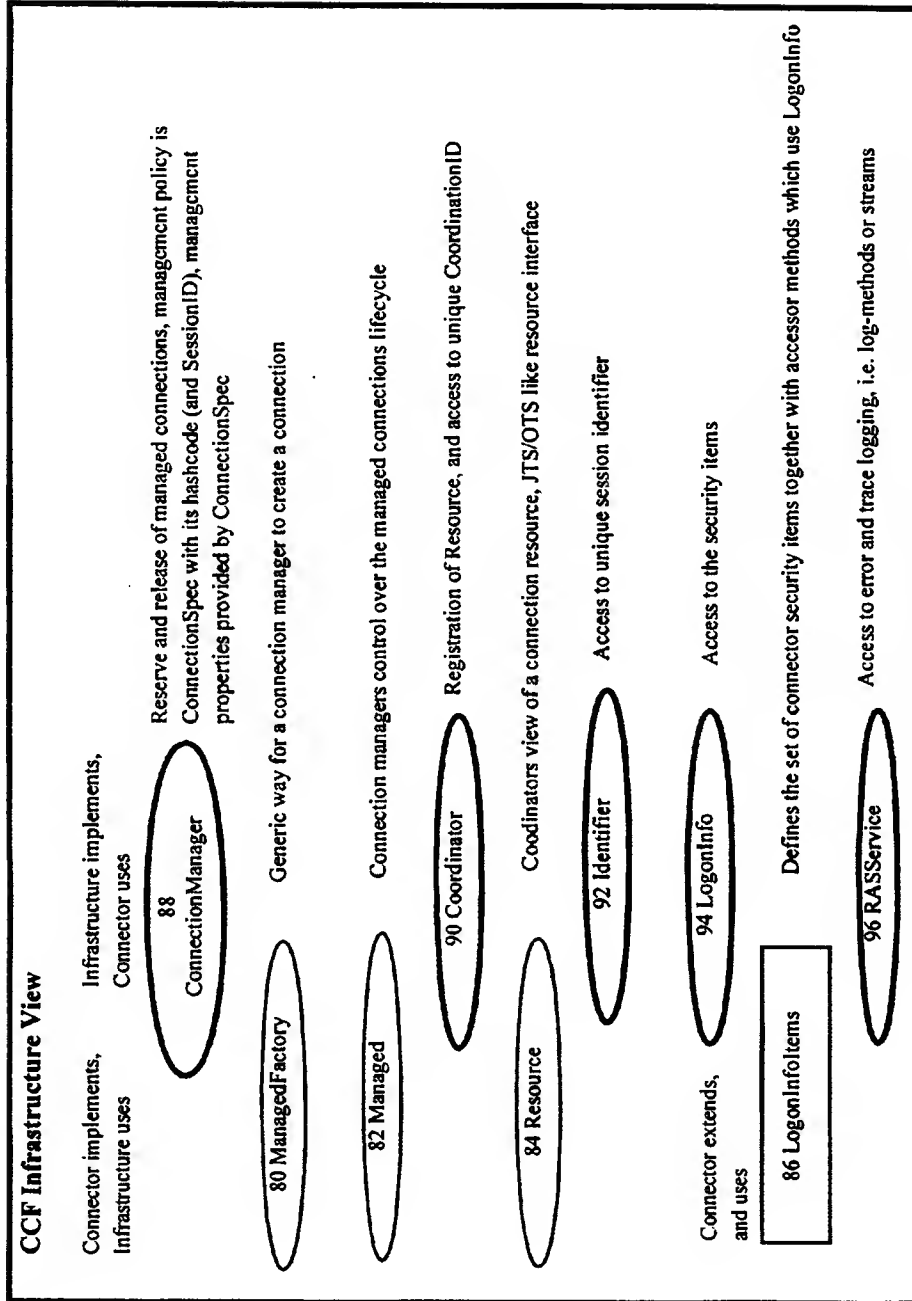 CCF Infrastructure View
Connector implements,
Infrastructure uses
Infrastructure implements,
Connector uses
88
ConnectionManager
Reserve and release of managed connections, management policy is
ConnectionSpec with its hashcode (and SessionID), management
properties provided by ConnectionSpec
80 ManagedFactory
Generic way for a connection manager to create a connection
82 Managed
Connection managers control over the managed connections lifecycle
90 Coordinator
Registration of Resource, and access to unique CoordinationID
84 Resource
Coodinators view of a connection resource, JTS/OTS like resource interface
92 Identifier
Access to unique session identifier
94 LogonInfo
Access to the security items
Connector extends,
and uses
86 LogonInfoItems
Defines the set of connector security items together with accessor methods which use LogonInfo
96 RASService
Access to error and trace logging, i.e. log-methods or streams